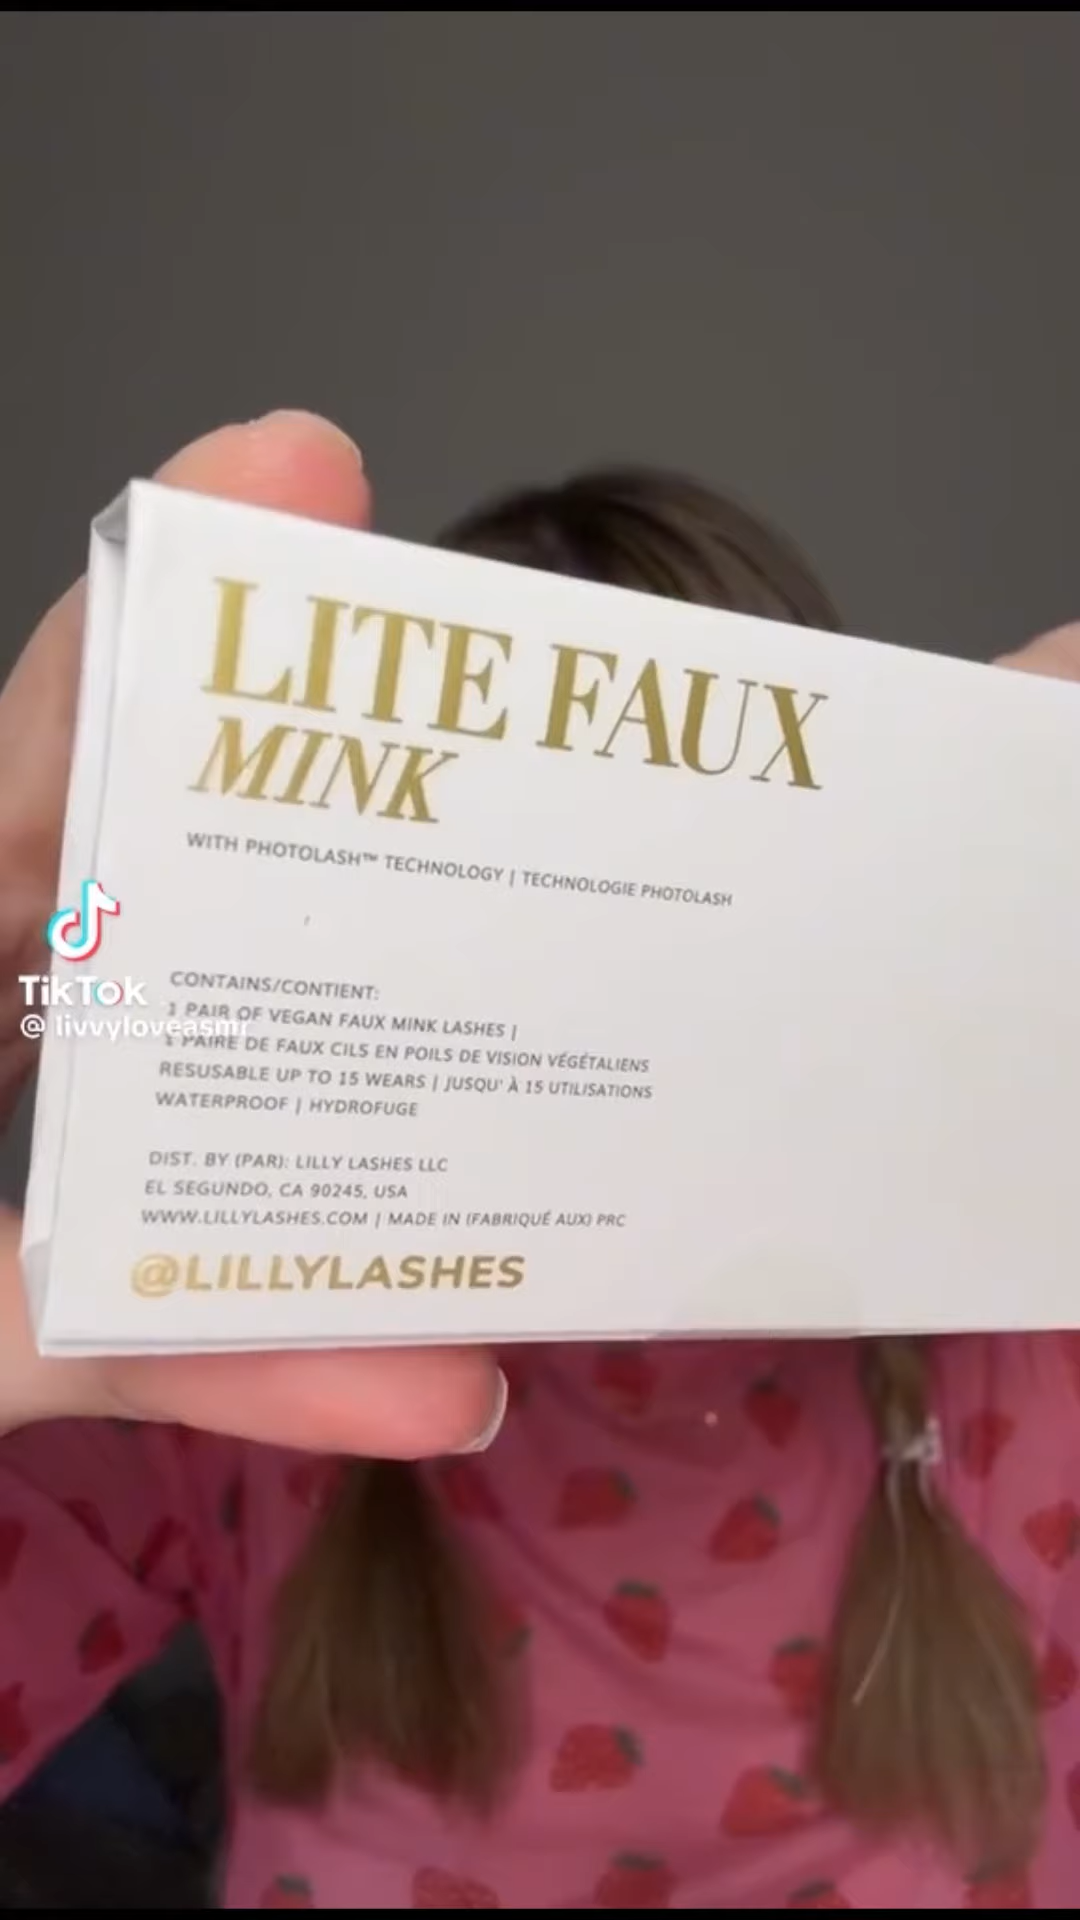 LITE FAUX
MINK
WITH PHOTOLASH™ TECHNOLOGY | TECHNOLOGIE PHOTOLASH
CONTAINS/CONTIENT:
1 PAIR OF VEGAN FAUX MINK LASHES |
1 PAIRE DE FAUX CILS EN POILS DE VISION VÉGÉTALIENS
RESUSABLE UP TO 15 WEARS | JUSQU' À 15 UTILISATIONS
WATERPROOF | HYDROFUGE
DIST. BY (PAR): LILLY LASHES LLC
EL SEGUNDO, CA 90245, USA
WWW.LILLYLASHES.COM | MADE IN (FABRIQUÉ AUX) PRC
@LILLYLASHES
TikTok
@ livvyloveasmr